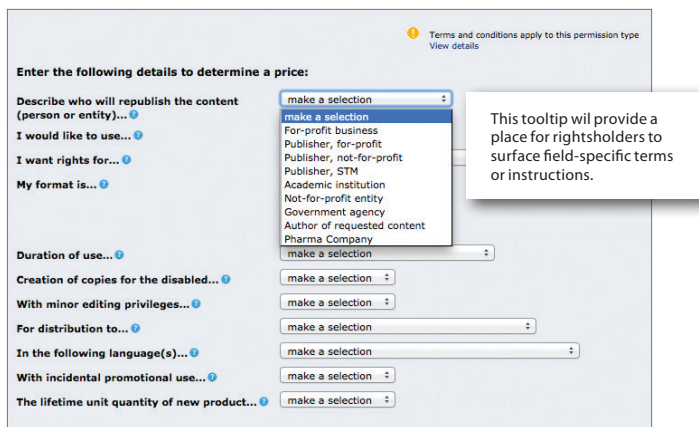 Terms and conditions apply to this permission type
View details
Enter the following details to determine a price:
Describe who will republish the content
(person or entity)...
make a selection
make a selection
For-profit business
Publisher, for-profit
Publisher, not-for-profit
Publisher, STM
Academic institution
Not-for-profit entity
Government agency
Author of requested content
Pharma Company
I would like to use...
I want rights for...
My format is...
This tooltip wil provide a
place for rightsholders to
surface field-specific terms
or instructions.
Duration of use...
make a selection
Creation of copies for the disabled...
make a selection
With minor editing privileges...
make a selection
For distribution to...
make a selection
In the following language(s)...
make a selection
With incidental promotional use...
make a selection
The lifetime unit quantity of new product...
make a selection